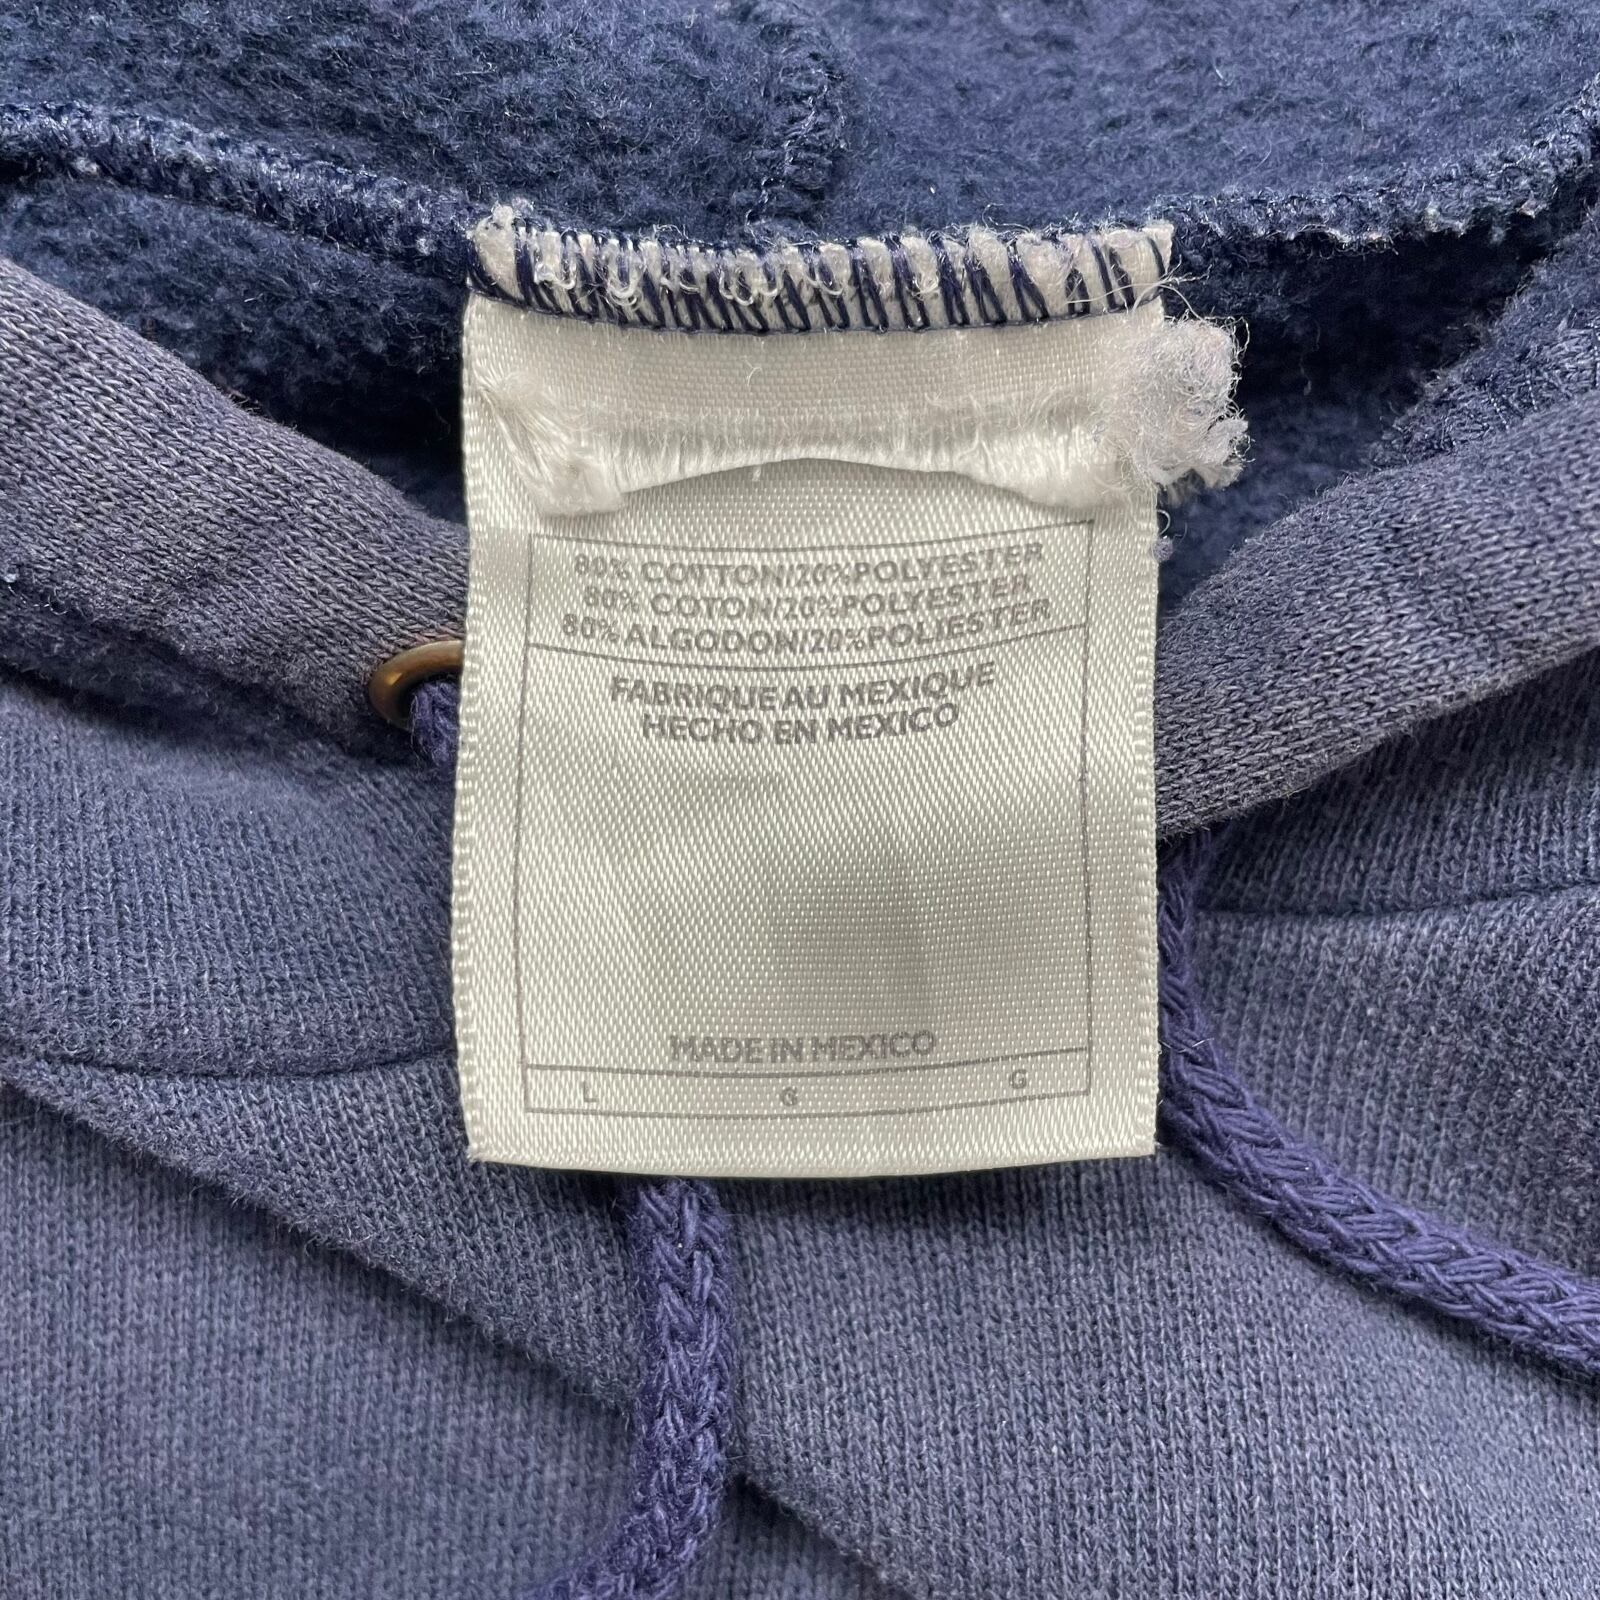 80% COTTON/20%POLYESTER
80% COTON/20%POLYESTER
80% ALGODON/20%POLIESTER
FABRIQUE AU MEXIQUE
HECHO EN MEXICO
MADE IN MEXICO
L G G